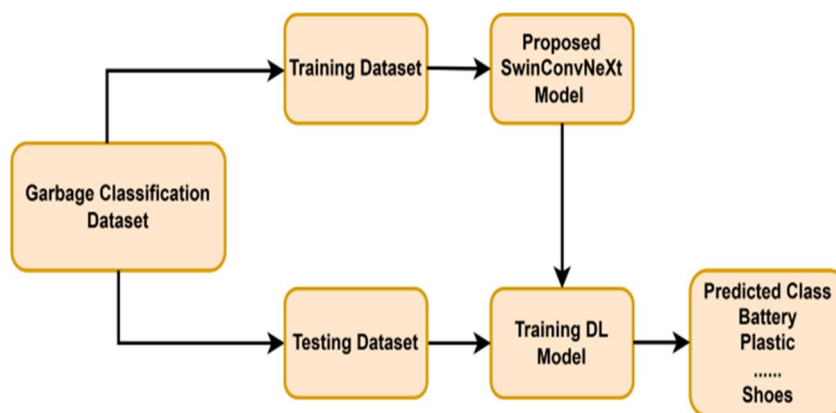 Training Dataset
Proposed
SwinConvNeXt
Model
Garbage Classification
Dataset
Testing Dataset
Training DL
Model
Predicted Class
Battery
Plastic
......
Shoes